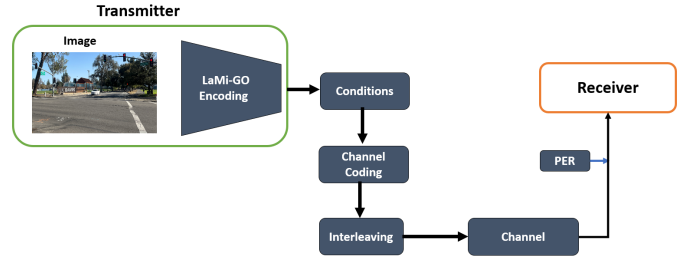 Transmitter
Image
LaMi-GO
Encoding
Conditions
Channel
Coding
Interleaving
Channel
PER
Receiver